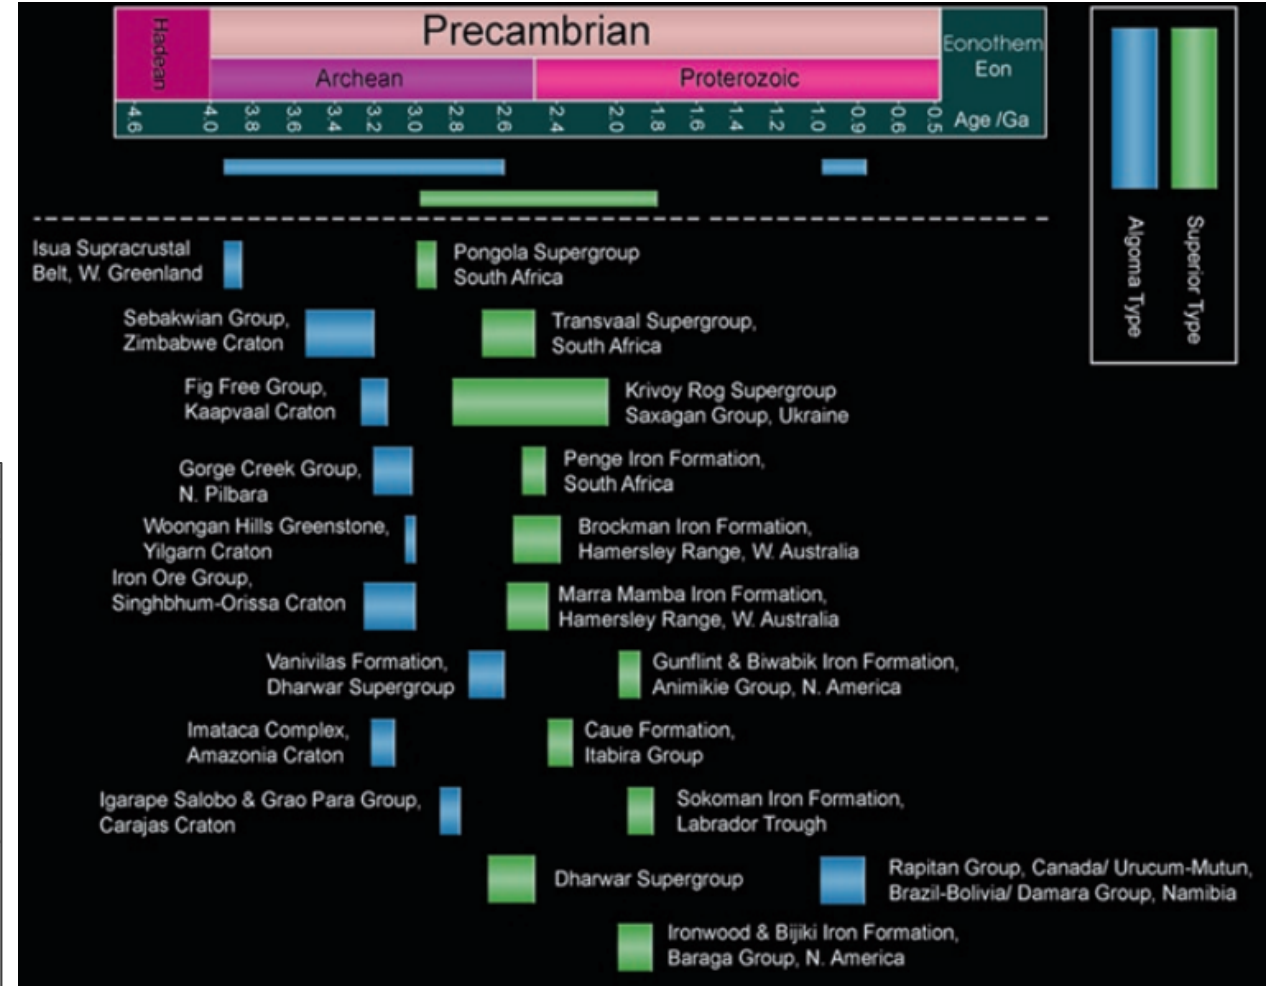 Hadean
Precambrian
Archean
Proterozoic
Eonothem
Eon
4.6
4.0
3.8
3.6
3.4
3.2
3.0
2.8
2.6
2.4
2.0
1.8
1.6
1.4
1.2
1.0
0.9
0.6
0.5
Age /Ga
Algoma Type
Superior Type
Isua Supracrustal
Belt, W. Greenland
Pongola Supergroup
South Africa
Sebakwian Group,
Zimbabwe Craton
Transvaal Supergroup,
South Africa
Fig Free Group,
Kaapvaal Craton
Krivoy Rog Supergroup
Saxagan Group, Ukraine
Gorge Creek Group,
N. Pilbara
Penge Iron Formation,
South Africa
Woongan Hills Greenstone,
Yilgarn Craton
Brockman Iron Formation,
Hamersley Range, W. Australia
Iron Ore Group,
Singhbhum-Orissa Craton
Marra Mamba Iron Formation,
Hamersley Range, W. Australia
Vanivilas Formation,
Dharwar Supergroup
Gunflint & Biwabik Iron Formation,
Animikie Group, N. America
Imataca Complex,
Amazonia Craton
Caue Formation,
Itabira Group
Igarape Salobo & Grao Para Group,
Carajas Craton
Sokoman Iron Formation,
Labrador Trough
Dharwar Supergroup
Rapitan Group, Canada/ Urucum-Mutun,
Brazil-Bolivia/ Damara Group, Namibia
Ironwood & Bijiki Iron Formation,
Baraga Group, N. America